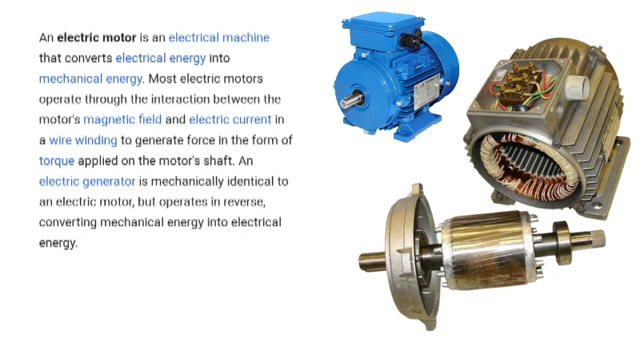 An electric motor is an electrical machine
that converts electrical energy into
mechanical energy. Most electric motors
operate through the interaction between the
motor's magnetic field and electric current in
a wire winding to generate force in the form of
torque applied on the motor's shaft. An
electric generator is mechanically identical to
an electric motor, but operates in reverse,
converting mechanical energy into electrical
energy.